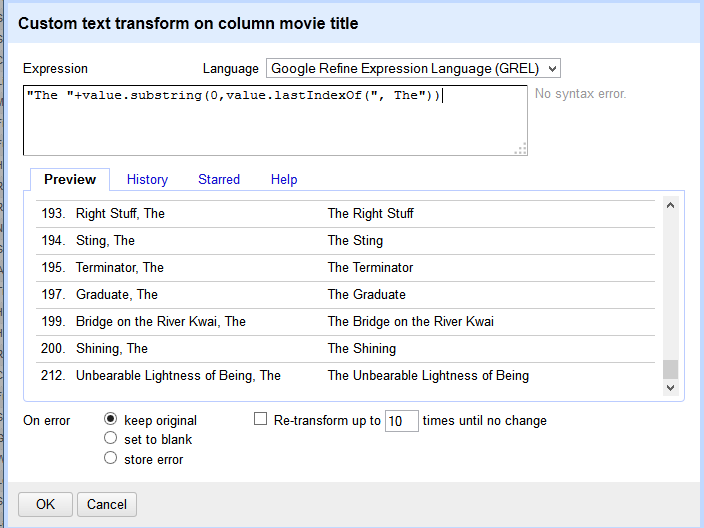 Custom text transform on column movie title
Expression Language Google Refine Expression Language (GREL)
"The "+value.substring(0,value.lastIndexOf(", The"))
No syntax error.
Preview History Starred Help
193. Right Stuff, The The Right Stuff
194. Sting, The The Sting
195. Terminator, The The Terminator
197. Graduate, The The Graduate
199. Bridge on the River Kwai, The The Bridge on the River Kwai
200. Shining, The The Shining
212. Unbearable Lightness of Being, The The Unbearable Lightness of Being
On error keep original Re-transform up to 10 times until no change
set to blank
store error
OK Cancel